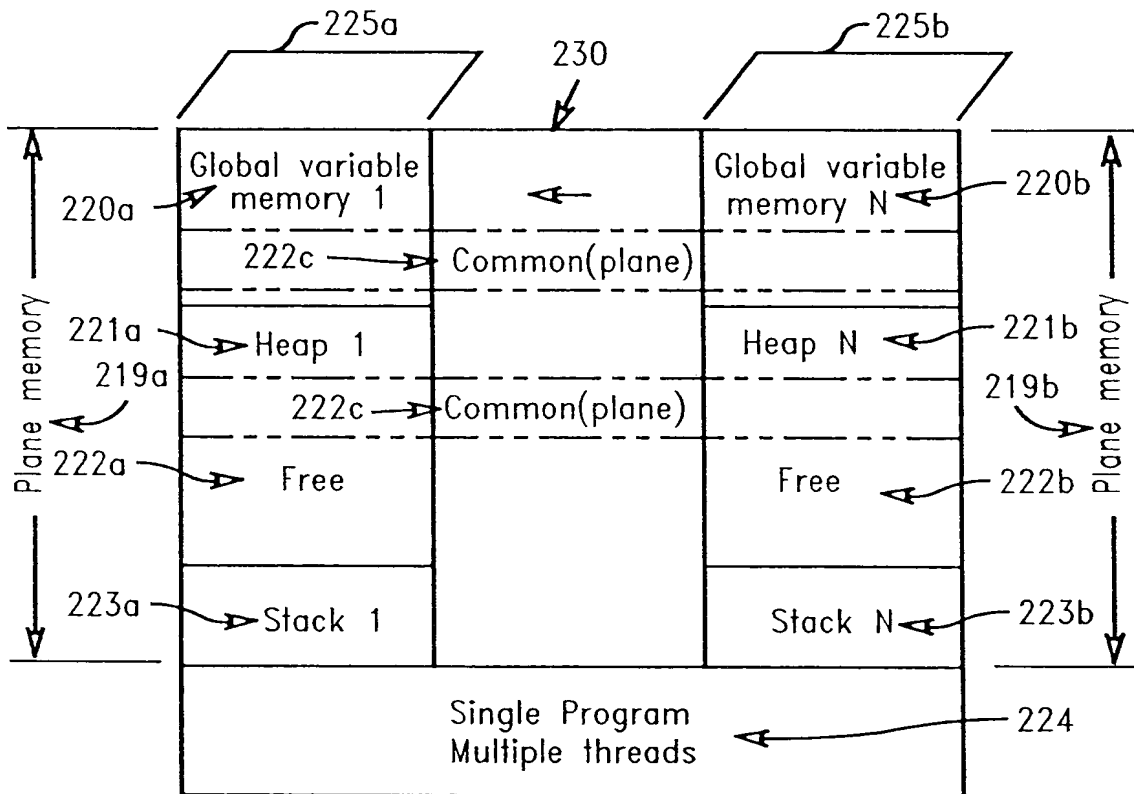 225a
225b
230
Global variable
memory 1
Global variable
memory N
220a
220b
222c
Common(plane)
221a
Heap 1
Heap N
221b
219a
Plane memory
222c
Common(plane)
219b
Plane memory
222a
Free
Free
222b
223a
Stack 1
Stack N
223b
Single Program
Multiple threads
224